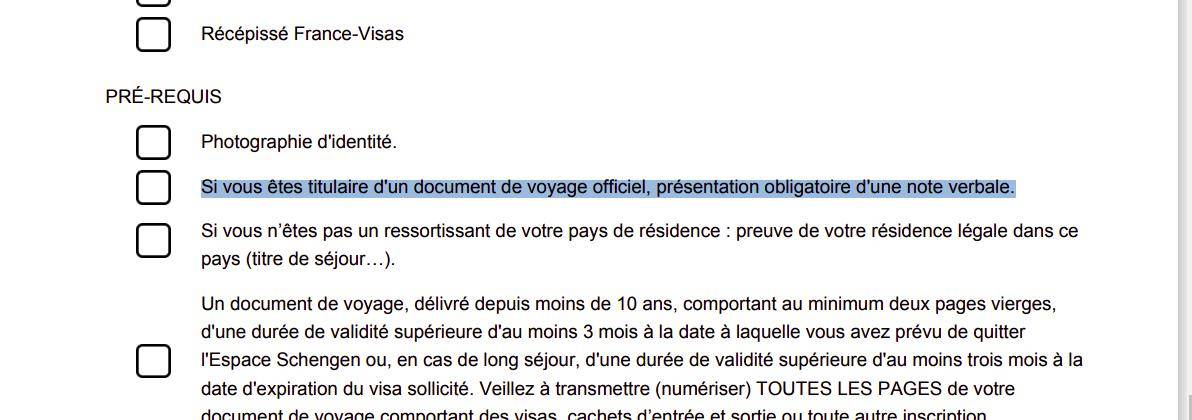 Récépissé France-Visas
PRÉ-REQUIS
Photographie d'identité.
Si vous êtes titulaire d'un document de voyage officiel, présentation obligatoire d'une note verbale.
Si vous n’êtes pas un ressortissant de votre pays de résidence : preuve de votre résidence légale dans ce
pays (titre de séjour…).
Un document de voyage, délivré depuis moins de 10 ans, comportant au minimum deux pages vierges,
d'une durée de validité supérieure d'au moins 3 mois à la date à laquelle vous avez prévu de quitter
l'Espace Schengen ou, en cas de long séjour, d'une durée de validité supérieure d'au moins trois mois à la
date d'expiration du visa sollicité. Veillez à transmettre (numériser) TOUTES LES PAGES de votre
document de voyage comportant des visas, cachets d’entrée et sortie ou toute autre inscription.